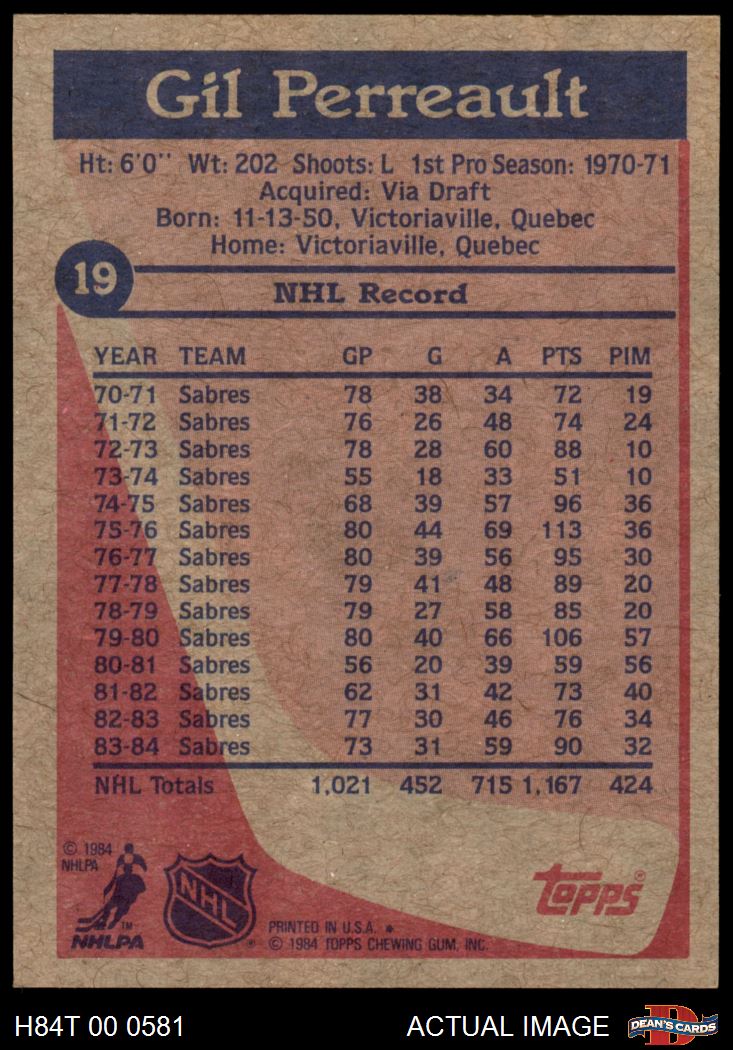 Gil Perreault
Ht: 6'0'' Wt: 202 Shoots: L 1st Pro Season: 1970-71
Acquired: Via Draft
Born: 11-13-50, Victoriaville, Quebec
Home: Victoriaville, Quebec
19
NHL Record
YEAR TEAM GP G A PTS PIM
70-71 Sabres 78 38 34 72 19
71-72 Sabres 76 26 48 74 24
72-73 Sabres 78 28 60 88 10
73-74 Sabres 55 18 33 51 10
74-75 Sabres 68 39 57 96 36
75-76 Sabres 80 44 69 113 36
76-77 Sabres 80 39 56 95 30
77-78 Sabres 79 41 48 89 20
78-79 Sabres 79 27 58 85 20
79-80 Sabres 80 40 66 106 57
80-81 Sabres 56 20 39 59 56
81-82 Sabres 62 31 42 73 40
82-83 Sabres 77 30 46 76 34
83-84 Sabres 73 31 59 90 32
NHL Totals 1,021 452 715 1,167 424
© 1984
NHLPA
TM
NHLPA
NHL
®
topps®
PRINTED IN U.S.A. *
© 1984 TOPPS CHEWING GUM, INC.
H84T 00 0581
ACTUAL IMAGE
DEAN'S CARDS